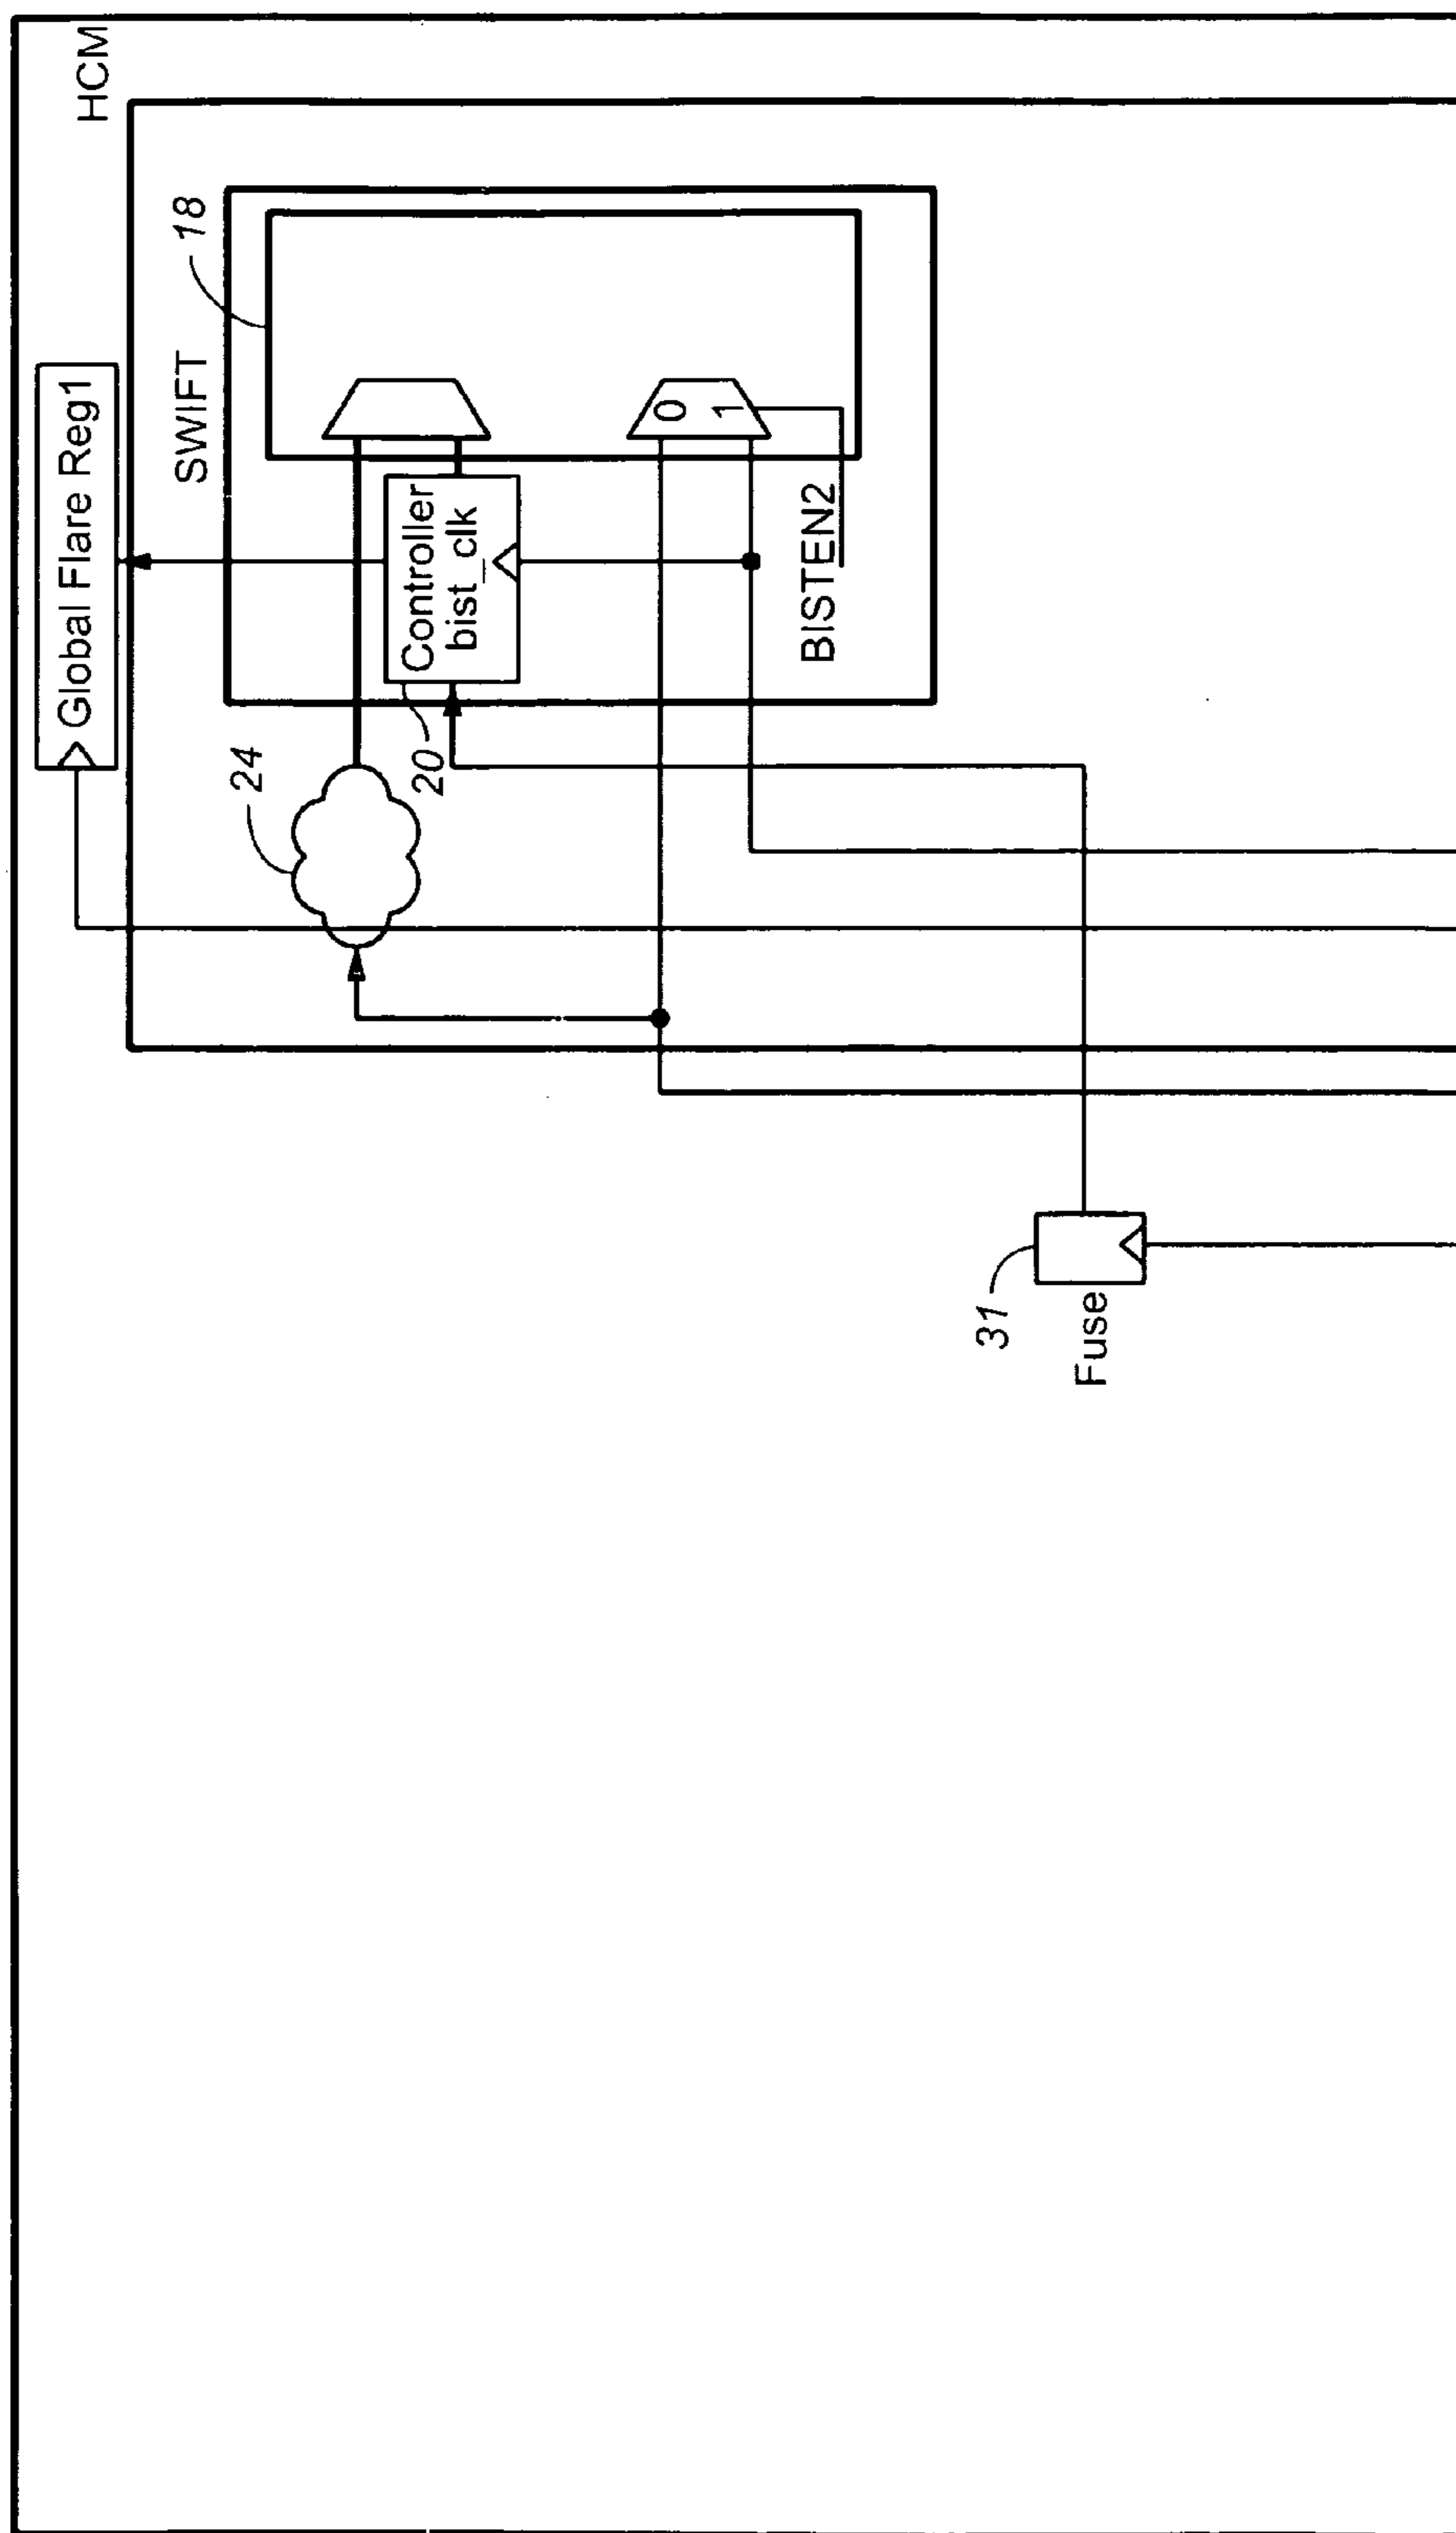 HCM
Global Flare Reg1
SWIFT
18
24
20
Controller
bist_clk
0
1
BISTEN2
31
Fuse